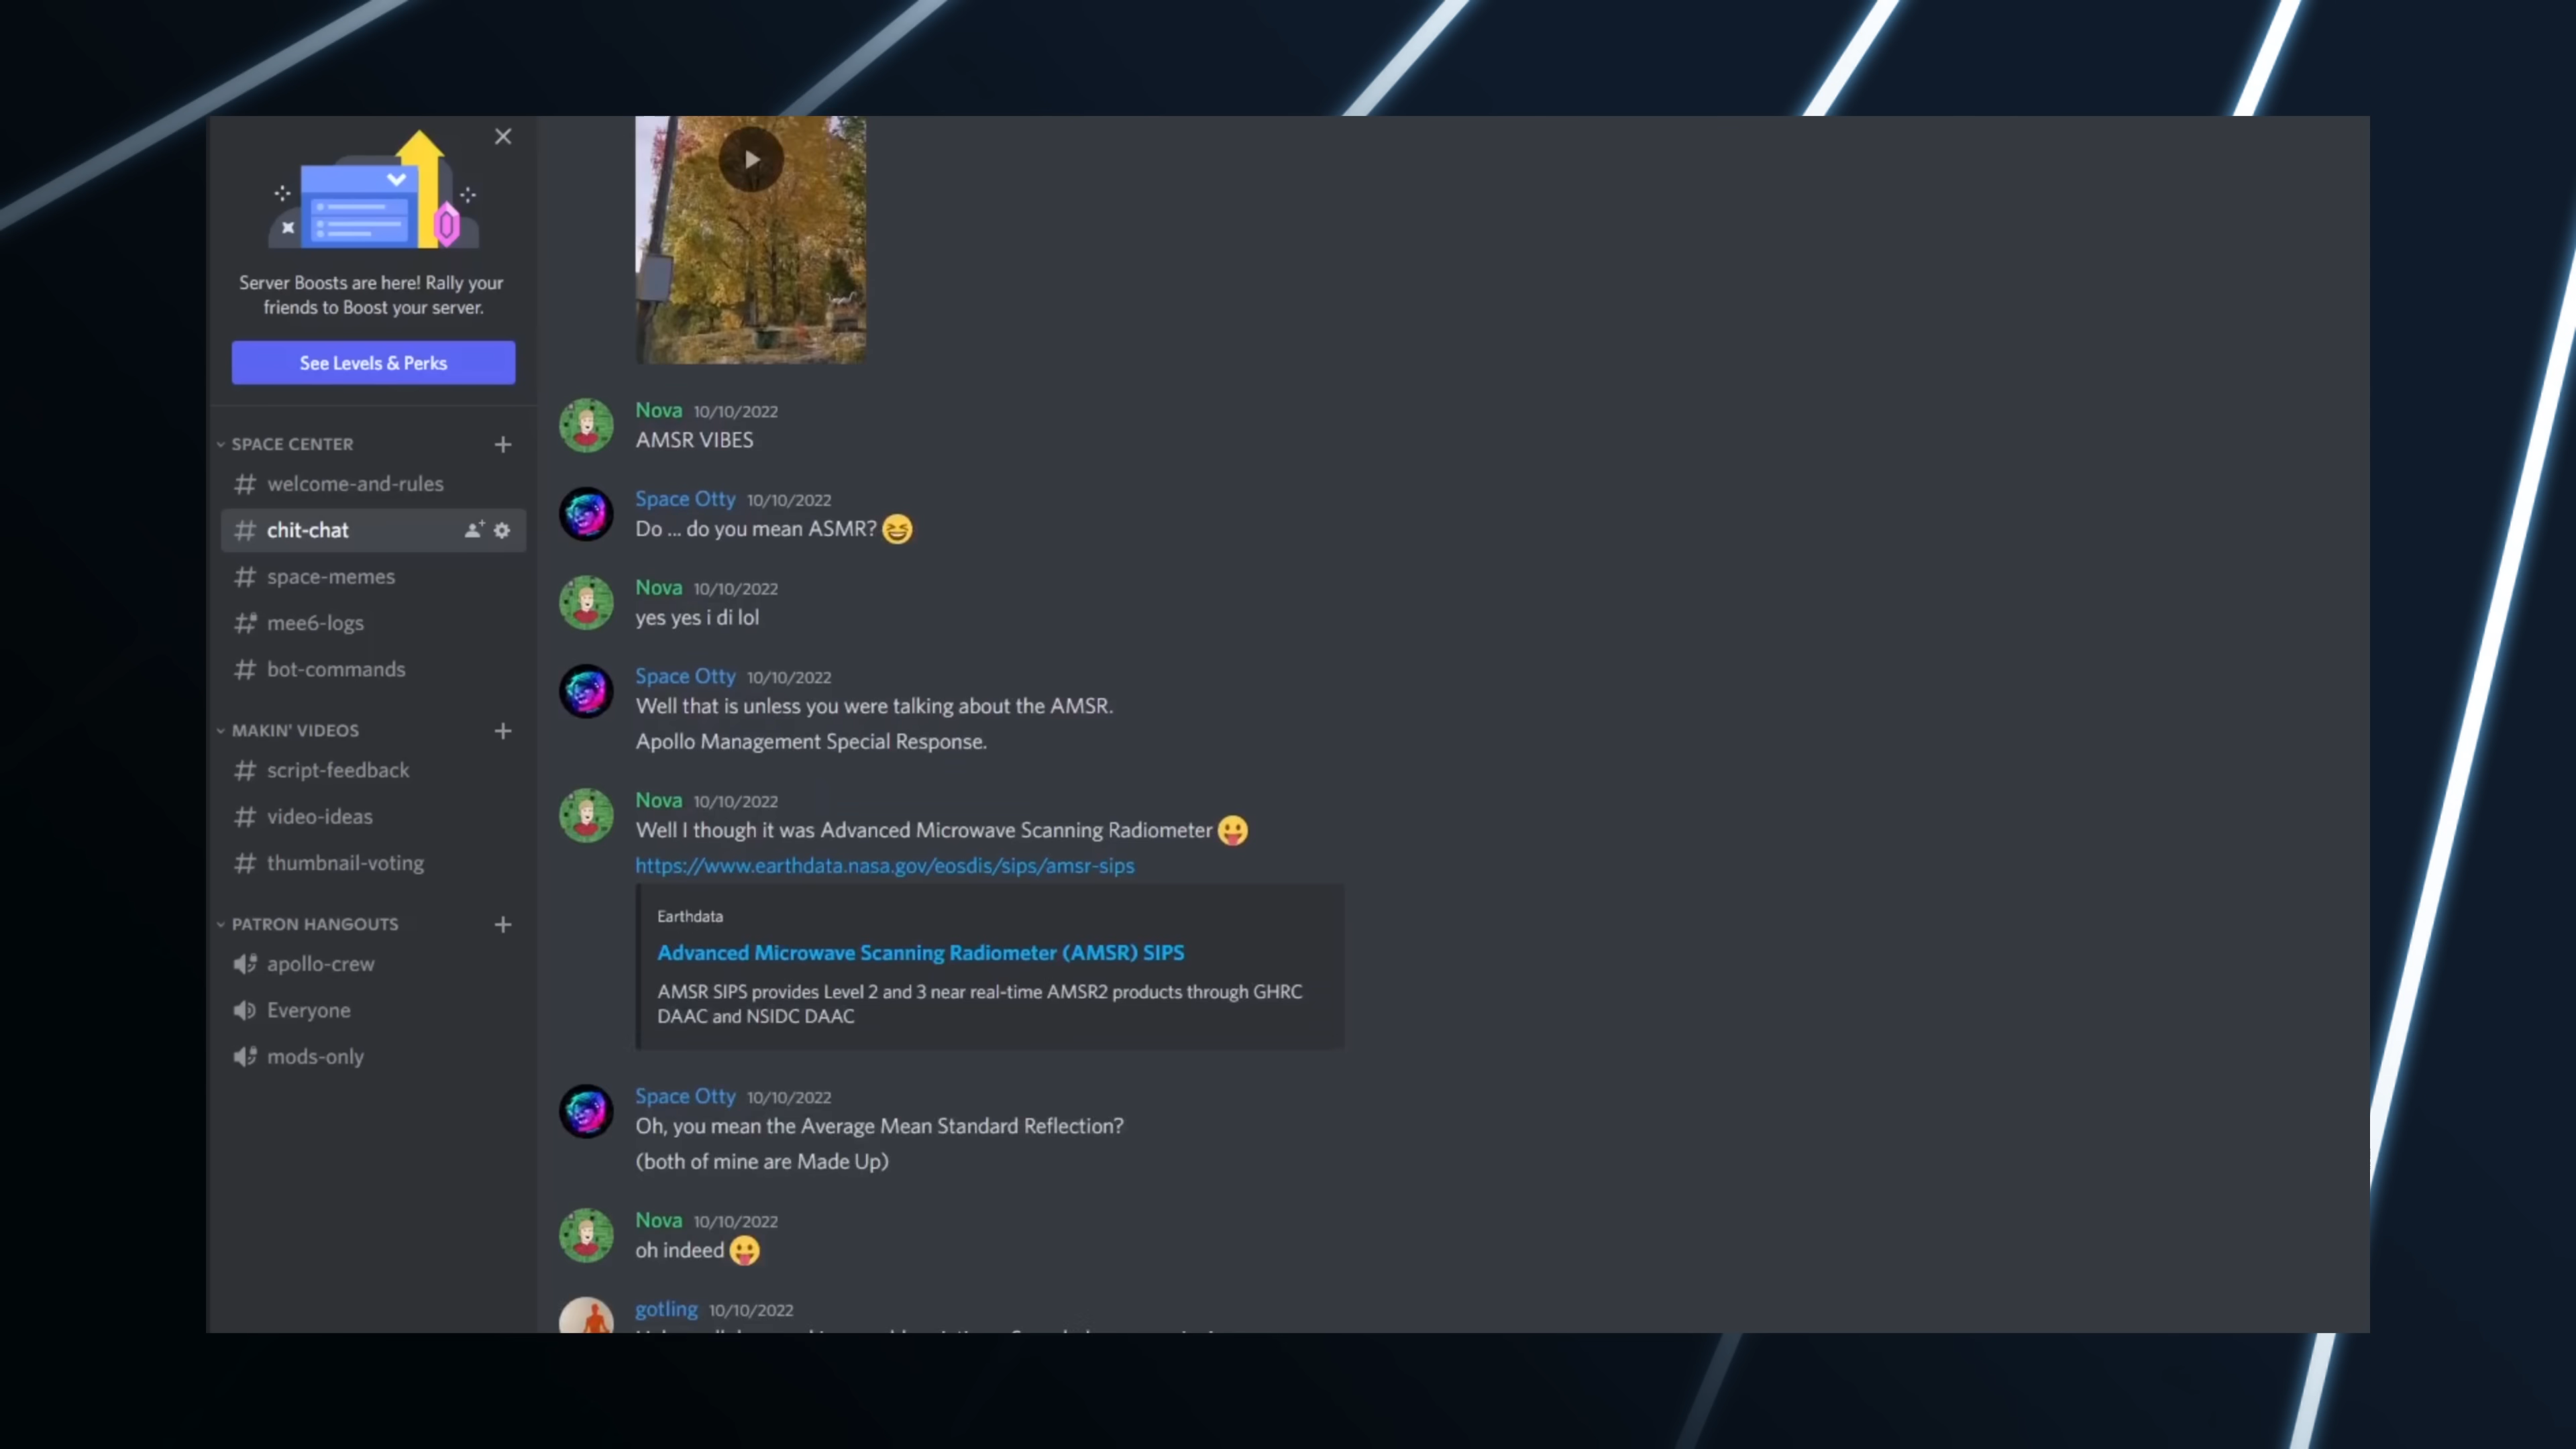 Server Boosts are here! Rally your
friends to Boost your server.
See Levels & Perks
SPACE CENTER
welcome-and-rules
chit-chat
space-memes
mee6-logs
bot-commands
MAKIN' VIDEOS
script-feedback
video-ideas
thumbnail-voting
PATRON HANGOUTS
apollo-crew
Everyone
mods-only
Nova 10/10/2022
AMSR VIBES
Space Otty 10/10/2022
Do ... do you mean ASMR? 😆
Nova 10/10/2022
yes yes i di lol
Space Otty 10/10/2022
Well that is unless you were talking about the AMSR.
Apollo Management Special Response.
Nova 10/10/2022
Well I though it was Advanced Microwave Scanning Radiometer 😛
https://www.earthdata.nasa.gov/eosdis/sips/amsr-sips
Earthdata
Advanced Microwave Scanning Radiometer (AMSR) SIPS
AMSR SIPS provides Level 2 and 3 near real-time AMSR2 products through GHRC
DAAC and NSIDC DAAC
Space Otty 10/10/2022
Oh, you mean the Average Mean Standard Reflection?
(both of mine are Made Up)
Nova 10/10/2022
oh indeed 😛
gotling 10/10/2022